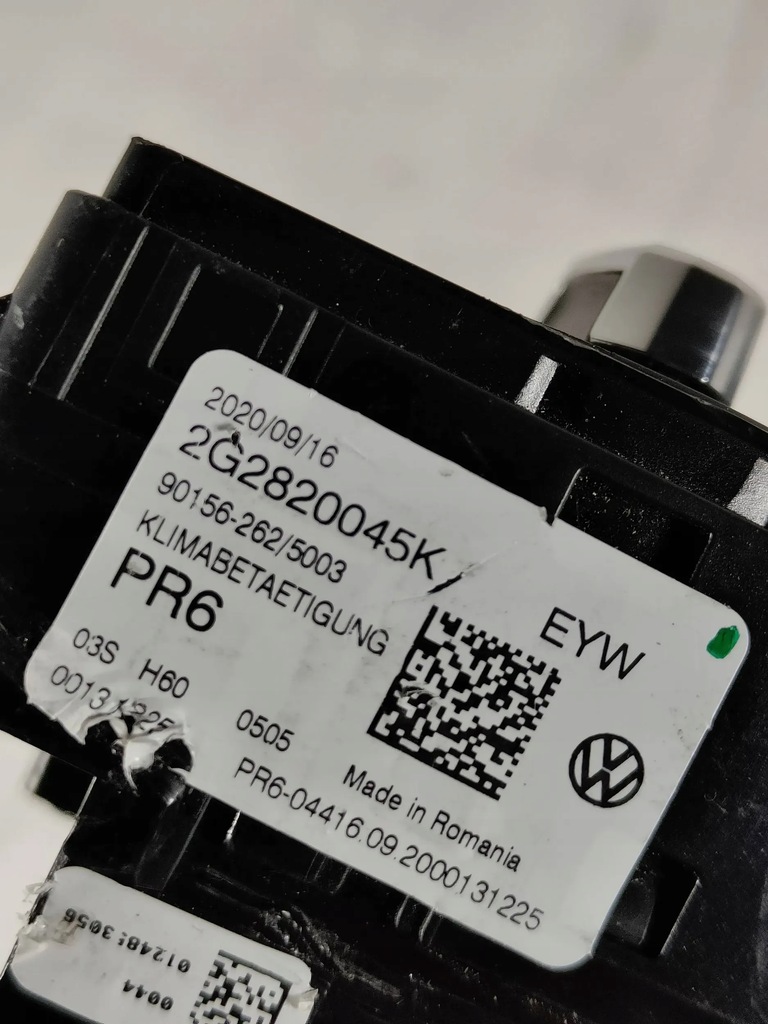 2020/09/16
2G2820045K
90156-262/5003
KLIMABETAETIGUNG
PR6
EYW
03S H60
0505
Made in Romania
PR6-04416.09.2000131225
0044